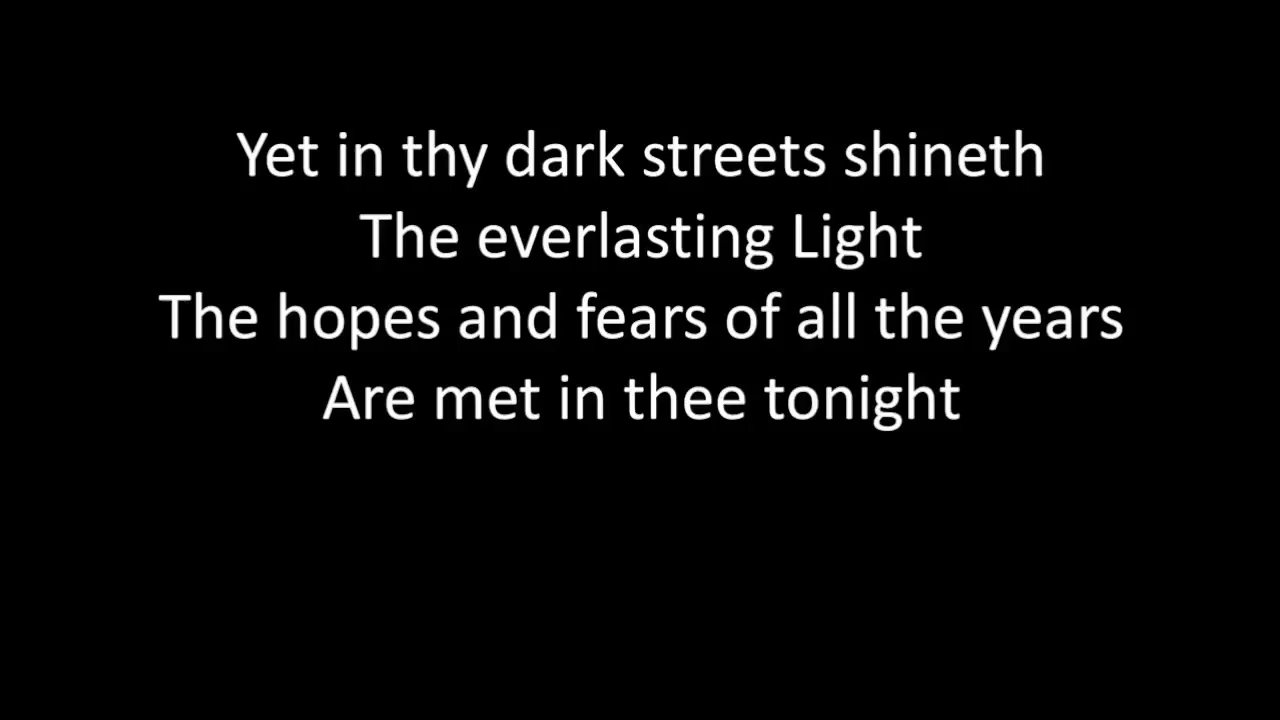 Yet in thy dark streets shineth
The everlasting Light
The hopes and fears of all the years
Are met in thee tonight